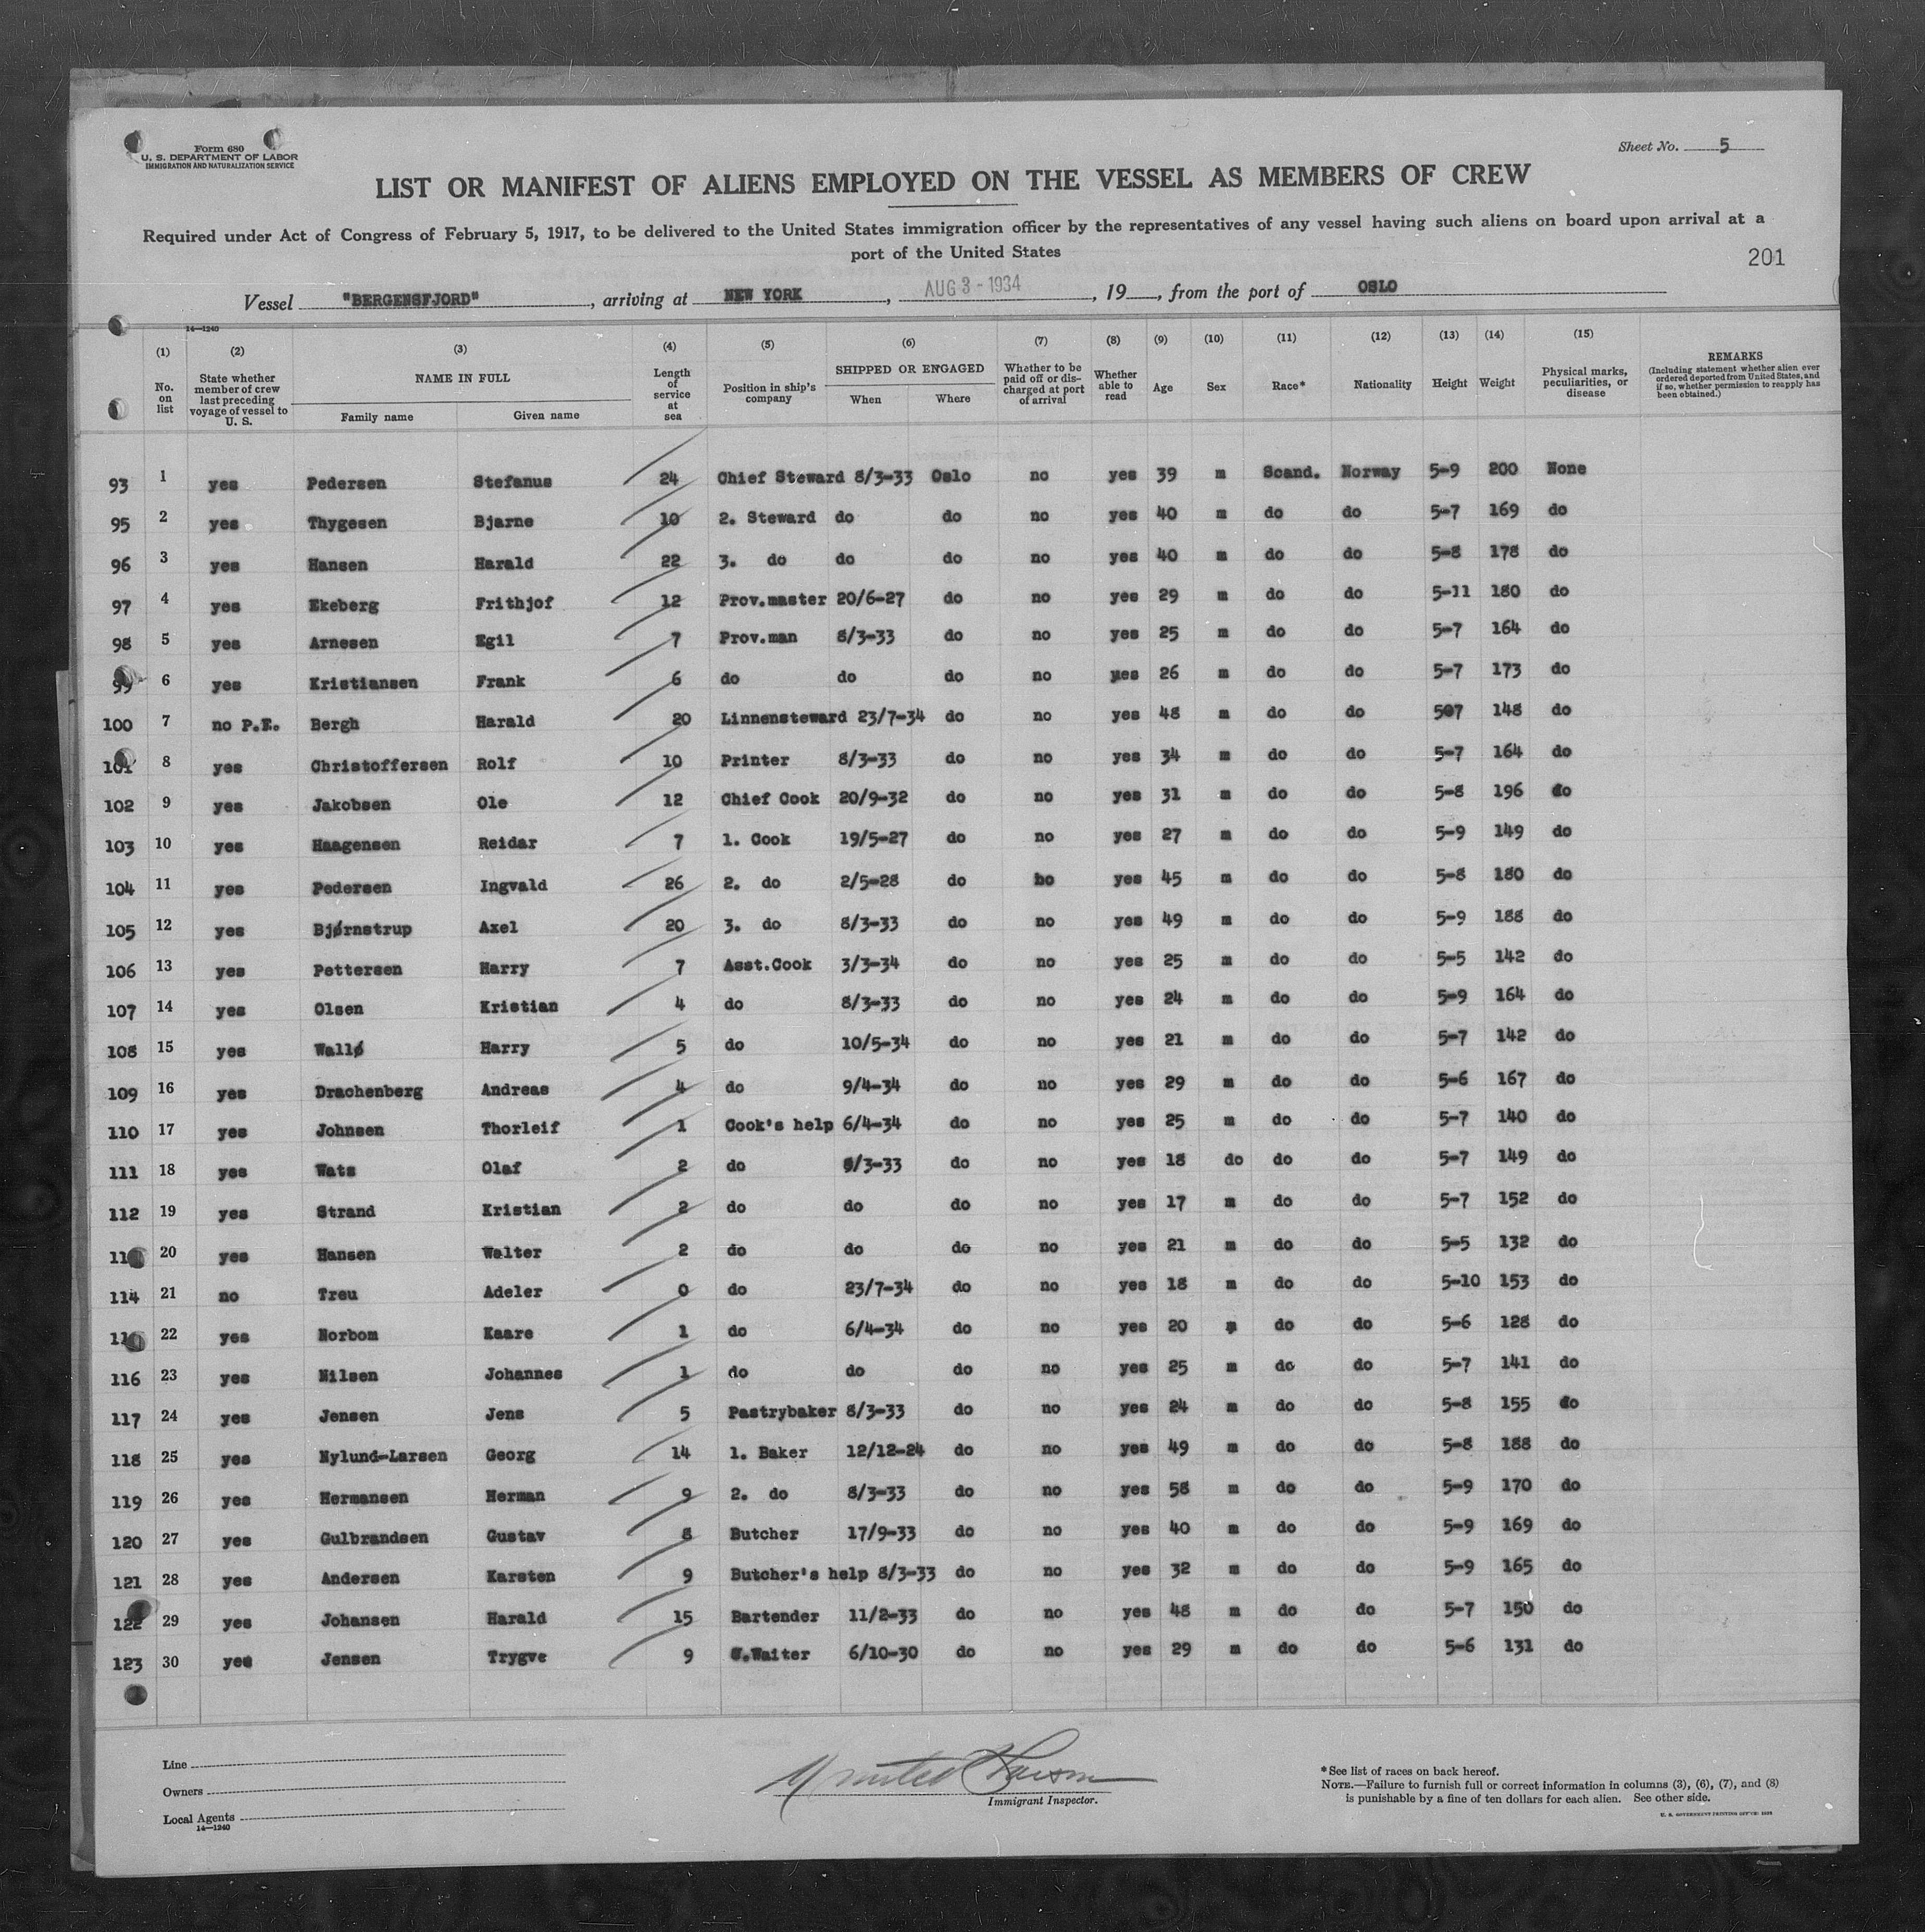 Form 680
U. S. DEPARTMENT OF LABOR
IMMIGRATION AND NATURALIZATION SERVICE
Sheet No. 5
LIST OR MANIFEST OF ALIENS EMPLOYED ON THE VESSEL AS MEMBERS OF CREW
Required under Act of Congress of February 5, 1917, to be delivered to the United States immigration officer by the representatives of any vessel having such aliens on board upon arrival at a
port of the United States
201
Vessel "BERGENSFJORD", arriving at NEW YORK, AUG 3 - 1934, 19, from the port of OSLO
14—1240
(1) No. on list
(2) State whether member of crew last preceding voyage of vessel to U. S.
(3) NAME IN FULL Family name Given name
(4) Length of service at sea
(5) Position in ship's company
(6) SHIPPED OR ENGAGED When Where
(7) Whether to be paid off or discharged at port of arrival
(8) Whether able to read
(9) Age
(10) Sex
(11) Race*
(12) Nationality
(13) Height
(14) Weight
(15) Physical marks, peculiarities, or disease
REMARKS (Including statement whether alien ever ordered deported from United States, and if so, whether permission to reapply has been obtained.)
93 1 yes Pedersen Stefanus 24 Chief Steward 8/3-33 Oslo no yes 39 m Scand. Norway 5-9 200 None
95 2 yes Thygesen Bjarne 10 2. Steward do do no yes 40 m do do 5-7 169 do
96 3 yes Hansen Harald 22 3. do do do no yes 40 m do do 5-8 178 do
97 4 yes Ekeberg Frithjof 12 Prov.master 20/6-27 do no yes 29 m do do 5-11 180 do
98 5 yes Arnesen Egil 7 Prov.man 8/3-33 do no yes 25 m do do 5-7 164 do
99 6 yes Kristiansen Frank 6 do do do no yes 26 m do do 5-7 173 do
100 7 no P.E. Bergh Harald 20 Linnensteward 23/7-34 do no yes 48 m do do 507 148 do
101 8 yes Christoffersen Rolf 10 Printer 8/3-33 do no yes 34 m do do 5-7 164 do
102 9 yes Jakobsen Ole 12 Chief Cook 20/9-32 do no yes 31 m do do 5-8 196 do
103 10 yes Haagensen Reidar 7 1. Cook 19/5-27 do no yes 27 m do do 5-9 149 do
104 11 yes Pedersen Ingvald 26 2. do 2/5-28 do no yes 45 m do do 5-8 180 do
105 12 yes Bjørnstrup Axel 20 3. do 8/3-33 do no yes 49 m do do 5-9 188 do
106 13 yes Pettersen Harry 7 Asst.Cook 3/3-34 do no yes 25 m do do 5-5 142 do
107 14 yes Olsen Kristian 4 do 8/3-33 do no yes 24 m do do 5-9 164 do
108 15 yes Wallø Harry 5 do 10/5-34 do no yes 21 m do do 5-7 142 do
109 16 yes Drachenberg Andreas 4 do 9/4-34 do no yes 29 m do do 5-6 167 do
110 17 yes Johnsen Thorleif 1 Cook's help 6/4-34 do no yes 25 m do do 5-7 140 do
111 18 yes Wats Olaf 2 do 8/3-33 do no yes 18 do do do 5-7 149 do
112 19 yes Strand Kristian 2 do do do no yes 17 m do do 5-7 152 do
20 yes Hansen Walter 2 do do do no yes 21 m do do 5-5 132 do
114 21 no Treu Adeler 0 do 23/7-34 do no yes 18 m do do 5-10 153 do
22 yes Norbom Kaare 1 do 6/4-34 do no yes 20 m do do 5-6 128 do
116 23 yes Nilsen Johannes 1 do do do no yes 25 m do do 5-7 141 do
117 24 yes Jensen Jens 5 Pastrybaker 8/3-33 do no yes 24 m do do 5-8 155 do
118 25 yes Nylund-Larsen Georg 14 1. Baker 12/12-24 do no yes 49 m do do 5-8 188 do
119 26 yes Hermansen Herman 9 2. do 8/3-33 do no yes 58 m do do 5-9 170 do
120 27 yes Gulbrandsen Gustav 8 Butcher 17/9-33 do no yes 40 m do do 5-9 169 do
121 28 yes Andersen Karsten 9 Butcher's help 8/3-33 do no yes 32 m do do 5-9 165 do
122 29 yes Johansen Harald 15 Bartender 11/2-33 do no yes 48 m do do 5-7 150 do
123 30 yes Jensen Trygve 9 Waiter 6/10-30 do no yes 29 m do do 5-6 131 do
Line
Owners
Local Agents
14—1240
Immigrant Inspector.
*See list of races on back hereof.
NOTE.—Failure to furnish full or correct information in columns (3), (6), (7), and (8)
is punishable by a fine of ten dollars for each alien. See other side.
U. S. GOVERNMENT PRINTING OFFICE: